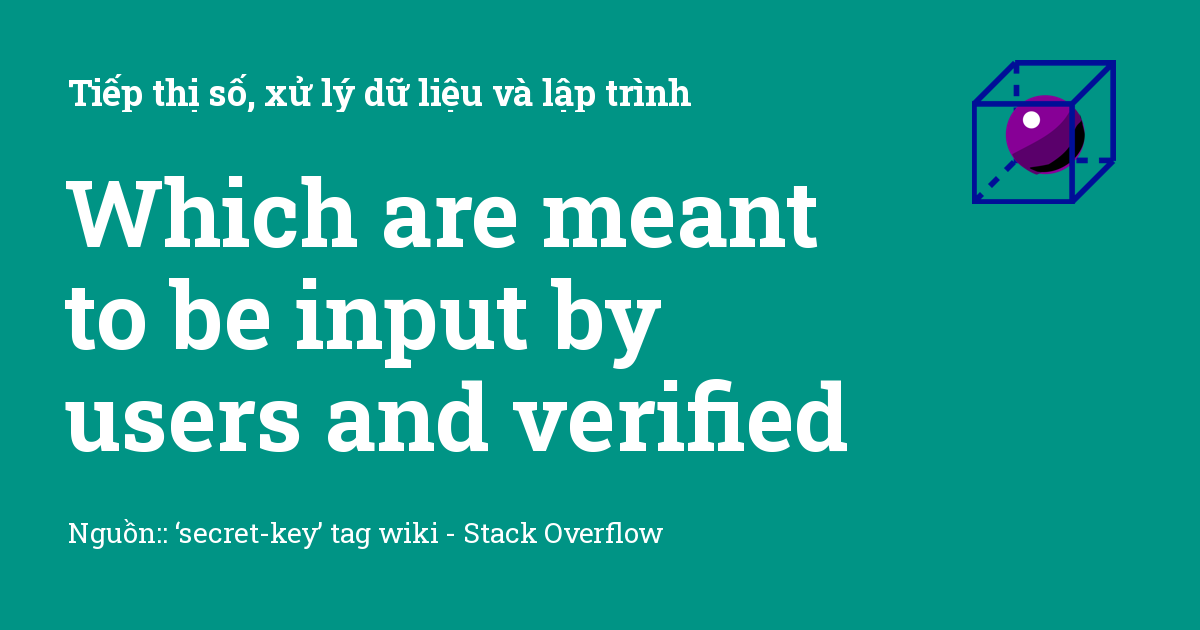 Tiếp thị số, xử lý dữ liệu và lập trình
Which are meant
to be input by
users and verified
Nguồn:: ‘secret-key’ tag wiki - Stack Overflow